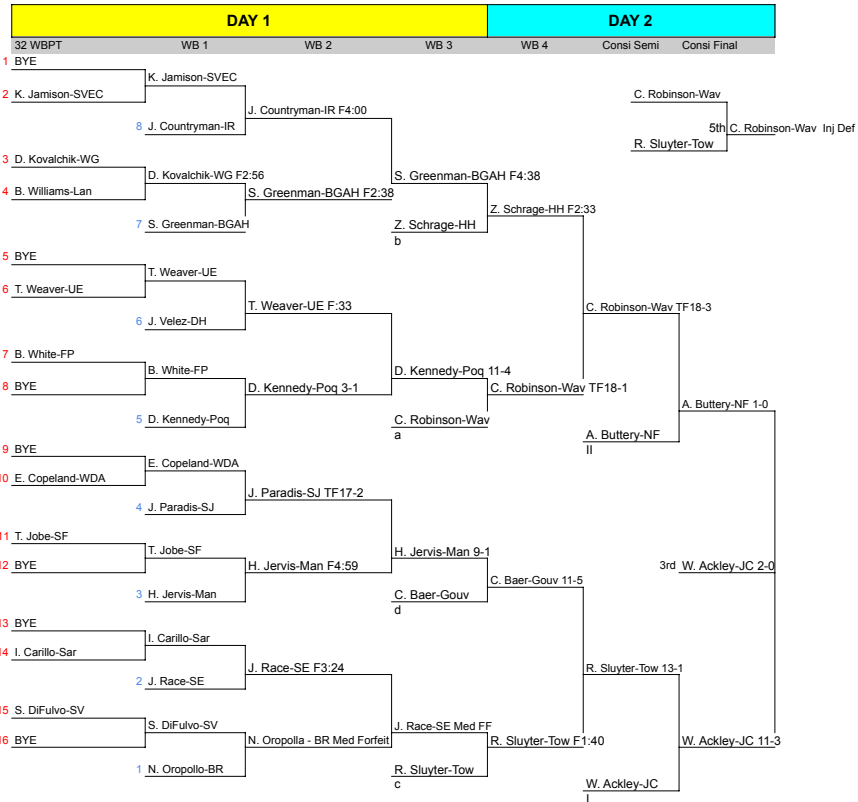 DAY 1 DAY 2
32 WBPT WB 1 WB 2 WB 3 WB 4 Consi Semi Consi Final
1 BYE
K. Jamison-SVEC
2 K. Jamison-SVEC
C. Robinson-Wav
J. Countryman-IR F4:00
8 J. Countryman-IR
5th C. Robinson-Wav Inj Def
R. Sluyter-Tow
3 D. Kovalchik-WG
D. Kovalchik-WG F2:56
S. Greenman-BGAH F4:38
4 B. Williams-Lan
S. Greenman-BGAH F2:38
Z. Schrage-HH F2:33
7 S. Greenman-BGAH
Z. Schrage-HH
b
5 BYE
T. Weaver-UE
6 T. Weaver-UE
T. Weaver-UE F:33
C. Robinson-Wav TF18-3
6 J. Velez-DH
7 B. White-FP
B. White-FP
D. Kennedy-Poq 11-4
8 BYE
D. Kennedy-Poq 3-1
C. Robinson-Wav TF18-1
A. Buttery-NF 1-0
5 D. Kennedy-Poq
C. Robinson-Wav
a
A. Buttery-NF
II
9 BYE
E. Copeland-WDA
10 E. Copeland-WDA
J. Paradis-SJ TF17-2
4 J. Paradis-SJ
11 T. Jobe-SF
T. Jobe-SF
H. Jervis-Man 9-1
12 BYE
H. Jervis-Man F4:59
3rd W. Ackley-JC 2-0
C. Baer-Gouv 11-5
3 H. Jervis-Man
C. Baer-Gouv
d
13 BYE
I. Carillo-Sar
14 I. Carillo-Sar
J. Race-SE F3:24
R. Sluyter-Tow 13-1
2 J. Race-SE
15 S. DiFulvo-SV
S. DiFulvo-SV
J. Race-SE Med FF
16 BYE
N. Oropolla - BR Med Forfeit
R. Sluyter-Tow F1:40
W. Ackley-JC 11-3
1 N. Oropollo-BR
R. Sluyter-Tow
c
W. Ackley-JC
I